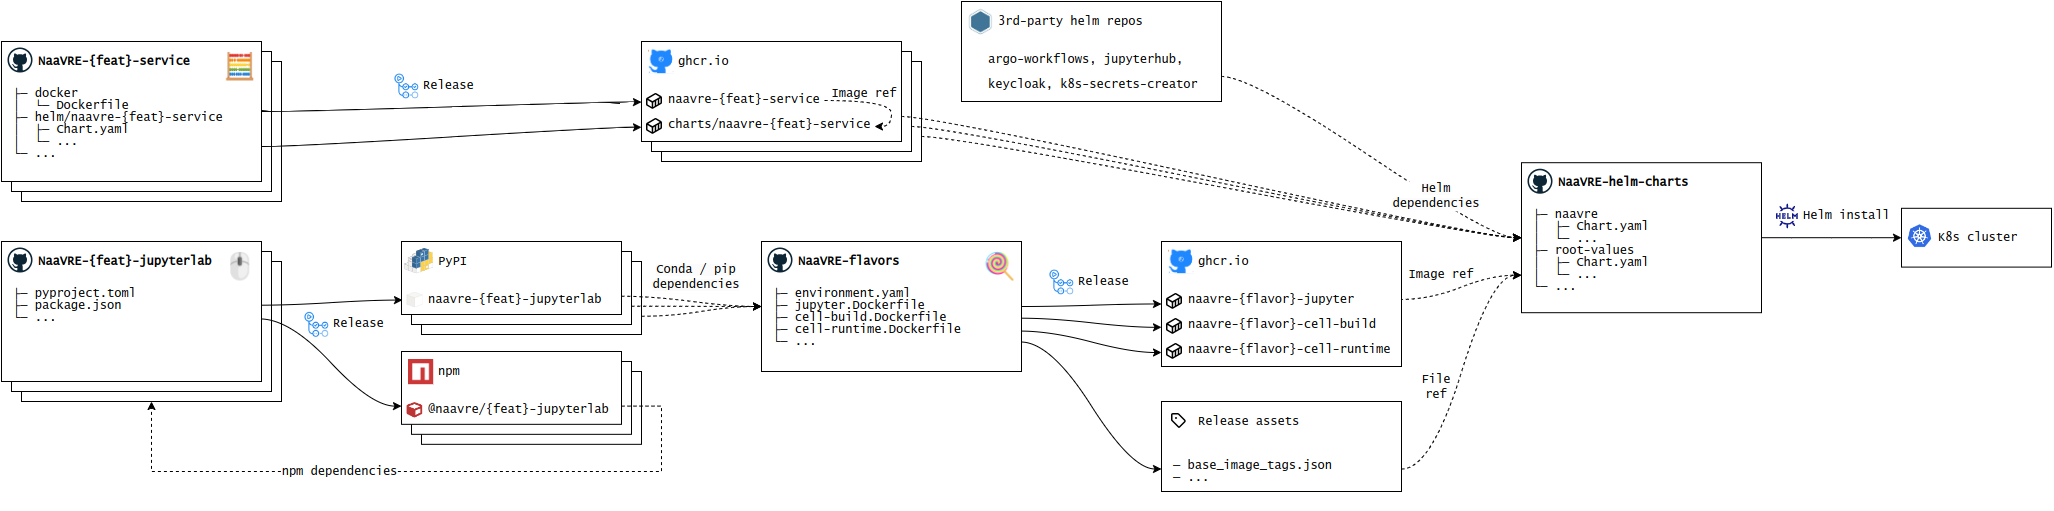 NaaVRE-{feat}-service
├─ docker
│  └─ Dockerfile
├─ helm/naavre-{feat}-service
│  ├─ Chart.yaml
│  └─ ...
└─ ...
Release
ghcr.io
naavre-{feat}-service
Image ref
charts/naavre-{feat}-service
3rd-party helm repos
argo-workflows, jupyterhub,
keycloak, k8s-secrets-creator
NaaVRE-{feat}-jupyterlab
├─ pyproject.toml
├─ package.json
└─ ...
Release
PyPI
naavre-{feat}-jupyterlab
npm
@naavre/{feat}-jupyterlab
npm dependencies
Conda / pip
dependencies
NaaVRE-flavors
├─ environment.yaml
├─ jupyter.Dockerfile
├─ cell-build.Dockerfile
├─ cell-runtime.Dockerfile
└─ ...
Release
ghcr.io
naavre-{flavor}-jupyter
naavre-{flavor}-cell-build
naavre-{flavor}-cell-runtime
Release assets
─ base_image_tags.json
─ ...
Helm
dependencies
Image ref
File
ref
NaaVRE-helm-charts
├─ naavre
│  ├─ Chart.yaml
│  └─ ...
├─ root-values
│  ├─ Chart.yaml
│  └─ ...
└─ ...
HELM
Helm install
K8s cluster